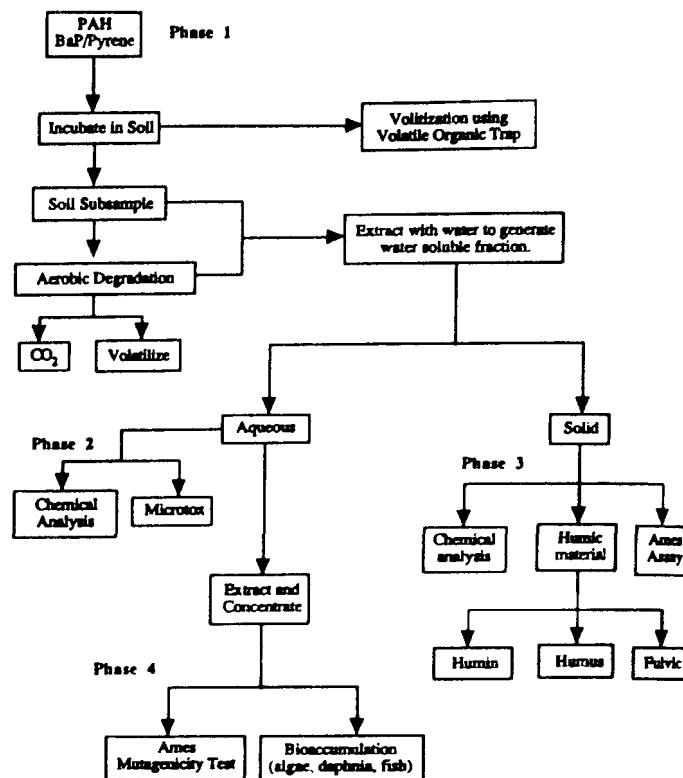 PAH
BaP/Pyrene
Phase 1
Incubate in Soil
Volitization using
Volatile Organic Trap
Soil Subsample
Extract with water to generate
water soluble fraction.
Aerobic Degradation
CO2
Volatilize
Aqueous
Solid
Phase 2
Phase 3
Chemical
Analysis
Microtox
Chemical
analysis
Humic
material
Ames
Assay
Extract and
Concentrate
Humin
Humus
Fulvic
Phase 4
Ames
Mutagenicity Test
Bioaccumulation
(algae, daphnia, fish)